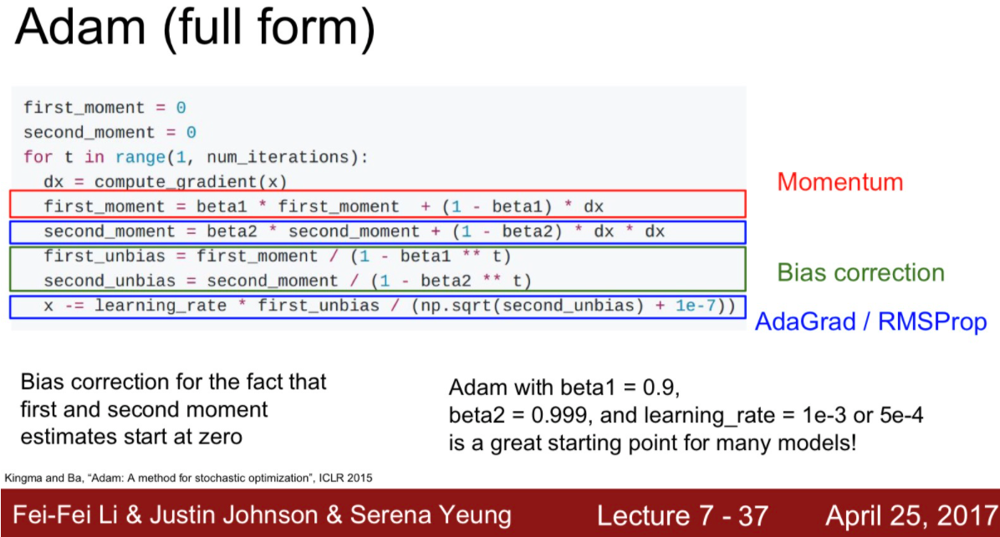 Adam (full form)
first_moment = 0
second_moment = 0
for t in range(1, num_iterations):
dx = compute_gradient(x)
first_moment = beta1 * first_moment + (1 - beta1) * dx
second_moment = beta2 * second_moment + (1 - beta2) * dx * dx
first_unbias = first_moment / (1 - beta1 ** t)
second_unbias = second_moment / (1 - beta2 ** t)
x -= learning_rate * first_unbias / (np.sqrt(second_unbias) + 1e-7))
Momentum
Bias correction
AdaGrad / RMSProp
Bias correction for the fact that
first and second moment
estimates start at zero
Adam with beta1 = 0.9,
beta2 = 0.999, and learning_rate = 1e-3 or 5e-4
is a great starting point for many models!
Kingma and Ba, “Adam: A method for stochastic optimization”, ICLR 2015
Fei-Fei Li & Justin Johnson & Serena Yeung
Lecture 7 - 37
April 25, 2017